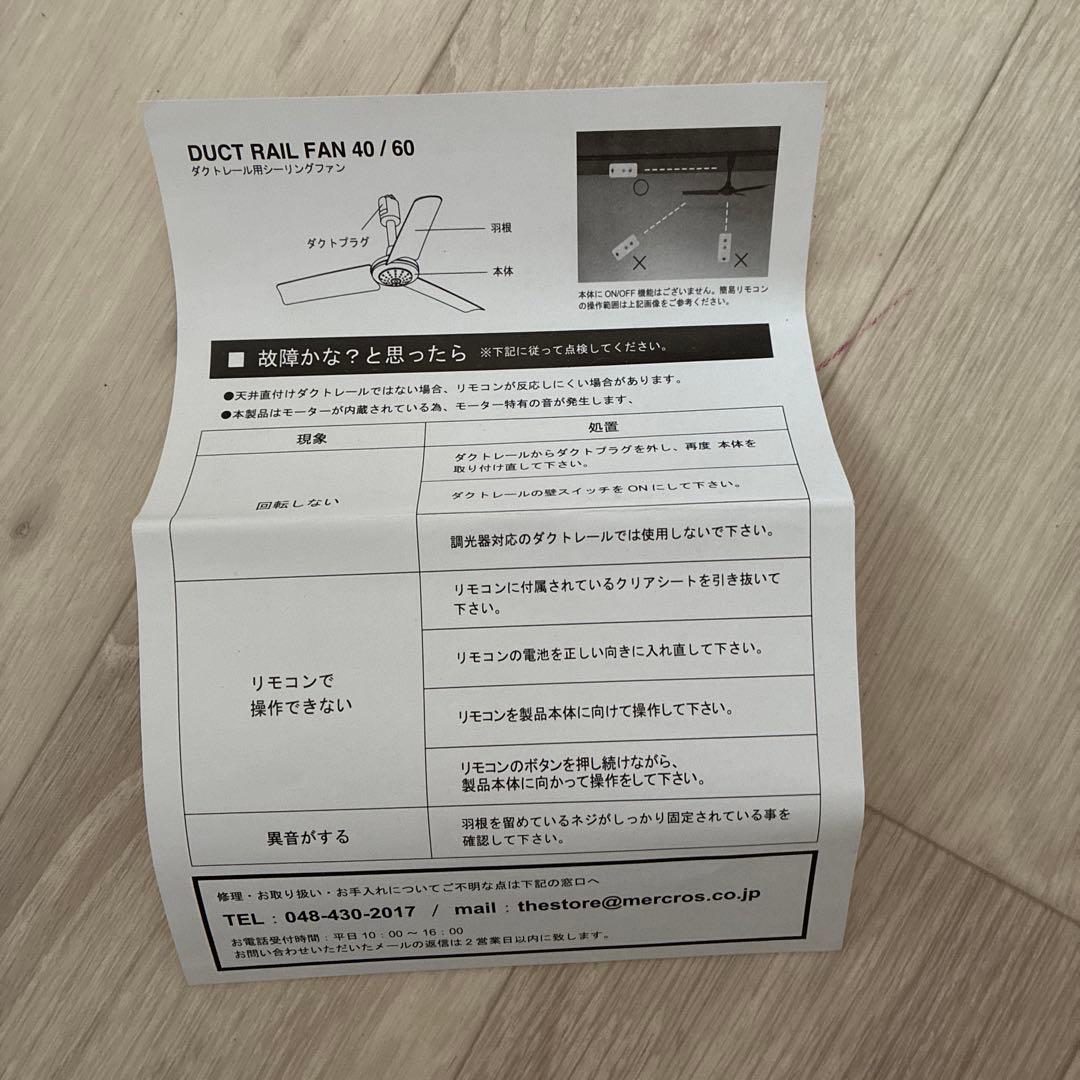 DUCT RAIL FAN 40 / 60
ダクトレール用シーリングファン
ダクトプラグ
羽根
本体
本体に ON/OFF 機能はございません。簡易リモコン
の操作範囲は上記画像をご参考ください。
■ 故障かな?と思ったら ※下記に従って点検してください。
●天井直付けダクトレールではない場合、リモコンが反応しにくい場合があります。
●本製品はモーターが内蔵されている為、モーター特有の音が発生します、
現象
処置
回転しない
ダクトレールからダクトプラグを外し、再度 本体を
取り付け直して下さい。
ダクトレールの壁スイッチを ON にして下さい。
調光器対応のダクトレールでは使用しないで下さい。
リモコンで
操作できない
リモコンに付属されているクリアシートを引き抜いて
下さい。
リモコンの電池を正しい向きに入れ直して下さい。
リモコンを製品本体に向けて操作して下さい。
リモコンのボタンを押し続けながら、
製品本体に向かって操作をして下さい。
異音がする
羽根を留めているネジがしっかり固定されている事を
確認して下さい。
修理・お取り扱い・お手入れについてご不明な点は下記の窓口へ
TEL : 048-430-2017 / mail : thestore@mercros.co.jp
お電話受付時間 : 平日 10 : 00 ~ 16 : 00
お問い合わせいただいたメールの返信は 2 営業日以内に致します。